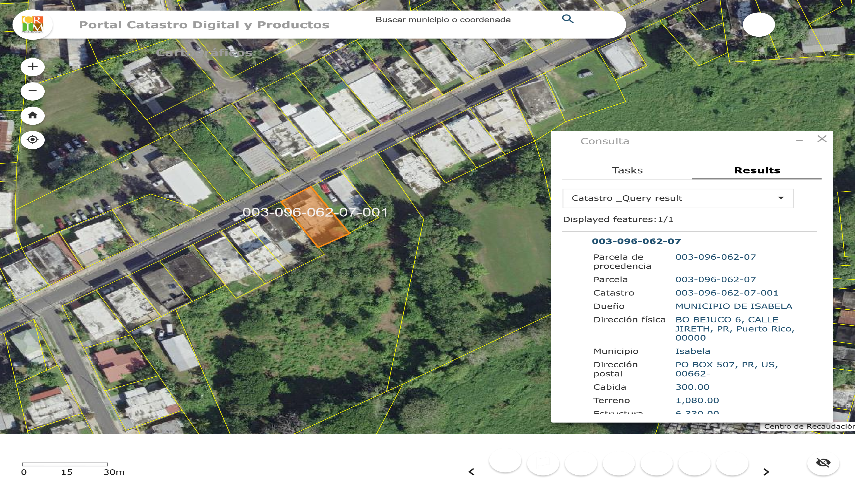 CRIM
Portal Catastro Digital y Productos
Buscar municipio o coordenada
003-096-062-07-001
Consulta
Tasks
Results
Catastro _Query result
Displayed features:1/1
003-096-062-07
Parcela de procedencia 003-096-062-07
Parcela 003-096-062-07
Catastro 003-096-062-07-001
Dueño MUNICIPIO DE ISABELA
Dirección física BO BEJUCO 6, CALLE
JIRETH, PR, Puerto Rico,
00000
Municipio Isabela
Dirección postal PO BOX 507, PR, US,
00662
Cabida 300.00
Terreno 1,080.00
Estructura 6,330.00
Centro de Recaudación
0 15 30m